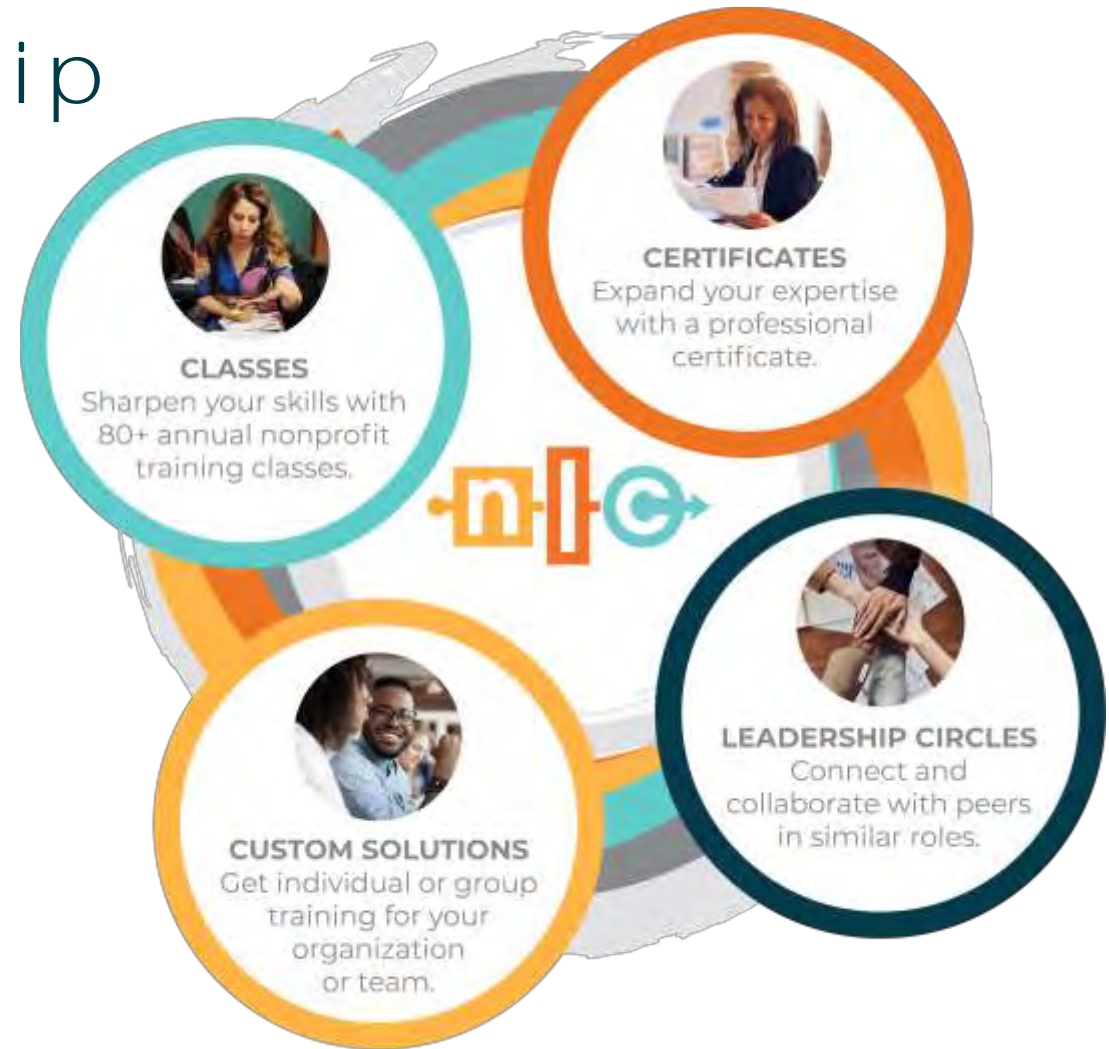 ip
CLASSES
Sharpen your skills with
80+ annual nonprofit
training classes.
CERTIFICATES
Expand your expertise
with a professional
certificate.
nlc
CUSTOM SOLUTIONS
Get individual or group
training for your
organization
or team.
LEADERSHIP CIRCLES
Connect and
collaborate with peers
in similar roles.